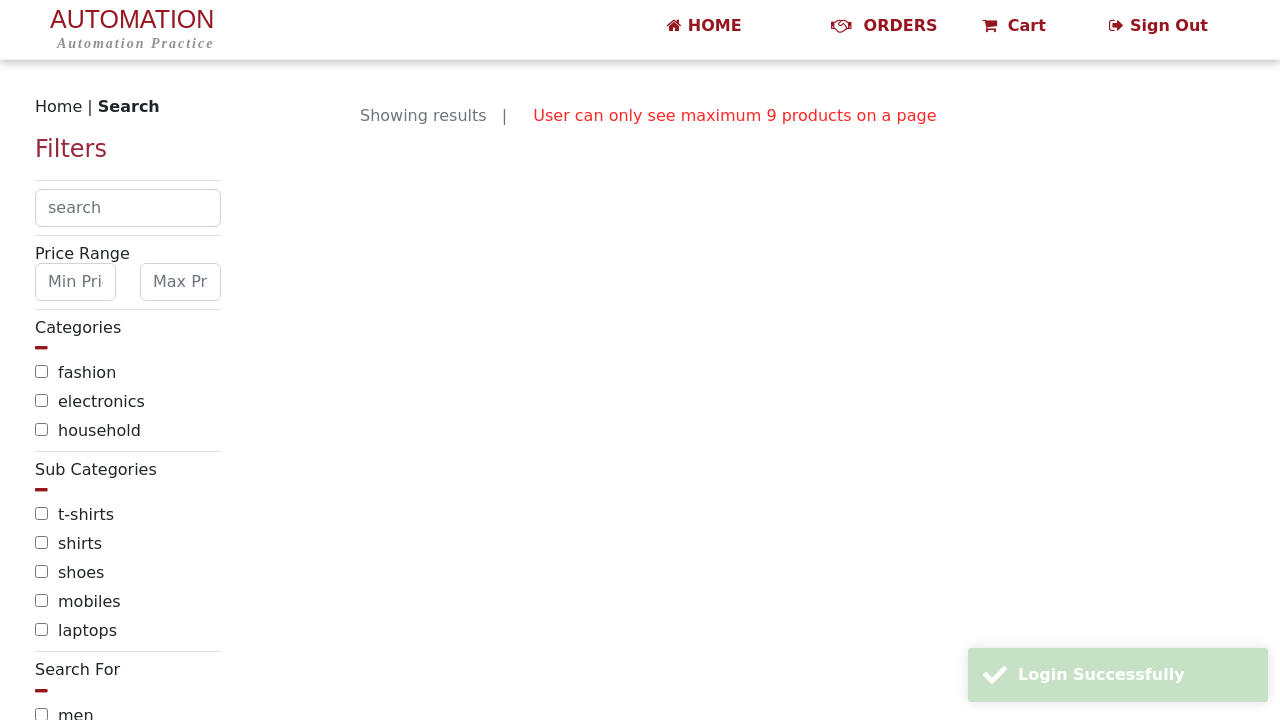 AUTOMATION
Automation Practice
HOME
ORDERS
Cart
Sign Out
Home | Search
Showing results |
User can only see maximum 9 products on a page
Filters
search
Price Range
Min Pri
Max Pr
Categories
fashion
electronics
household
Sub Categories
t-shirts
shirts
shoes
mobiles
laptops
Search For
men
Login Successfully